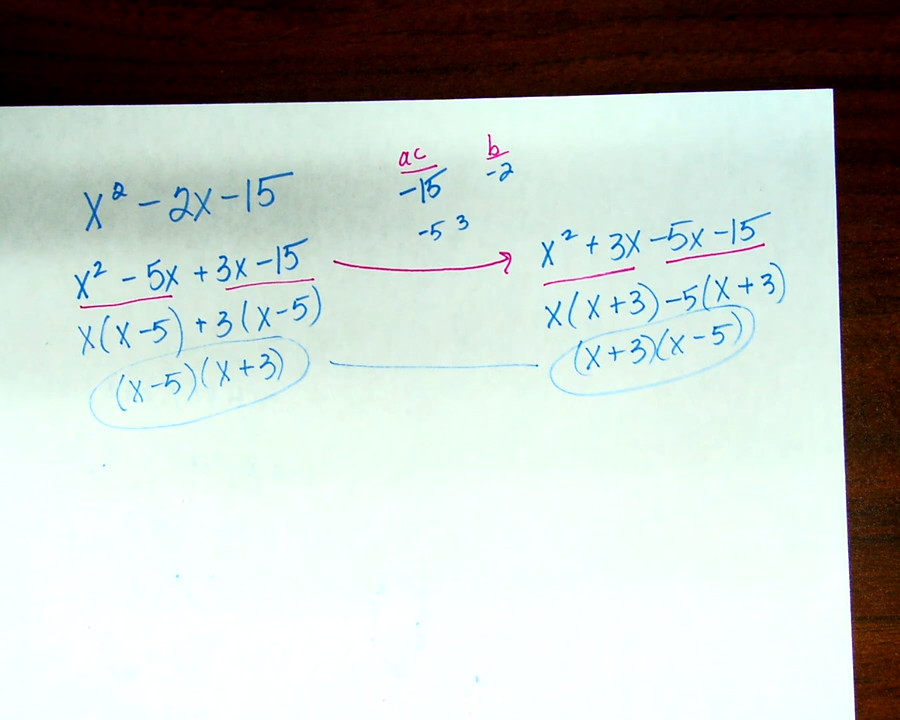 x² - 2x - 15
x² - 5x + 3x - 15
x(x-5) + 3(x-5)
(x-5)(x+3)
ac b
-15 -2
-5 3
x² + 3x - 5x - 15
x(x+3) - 5(x+3)
(x+3)(x-5)